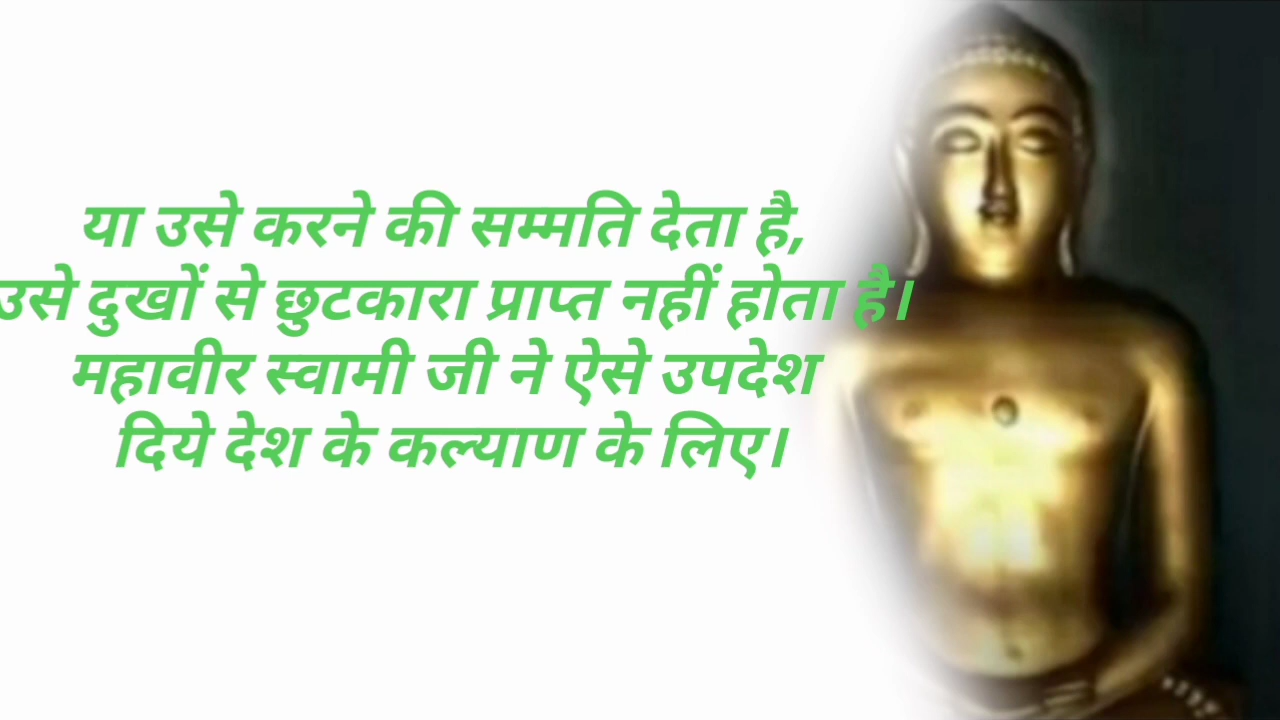 या उसे करने की सम्मति देता है,
उसे दुखों से छुटकारा प्राप्त नहीं होता है।
महावीर स्वामी जी ने ऐसे उपदेश
दिये देश के कल्याण के लिए।